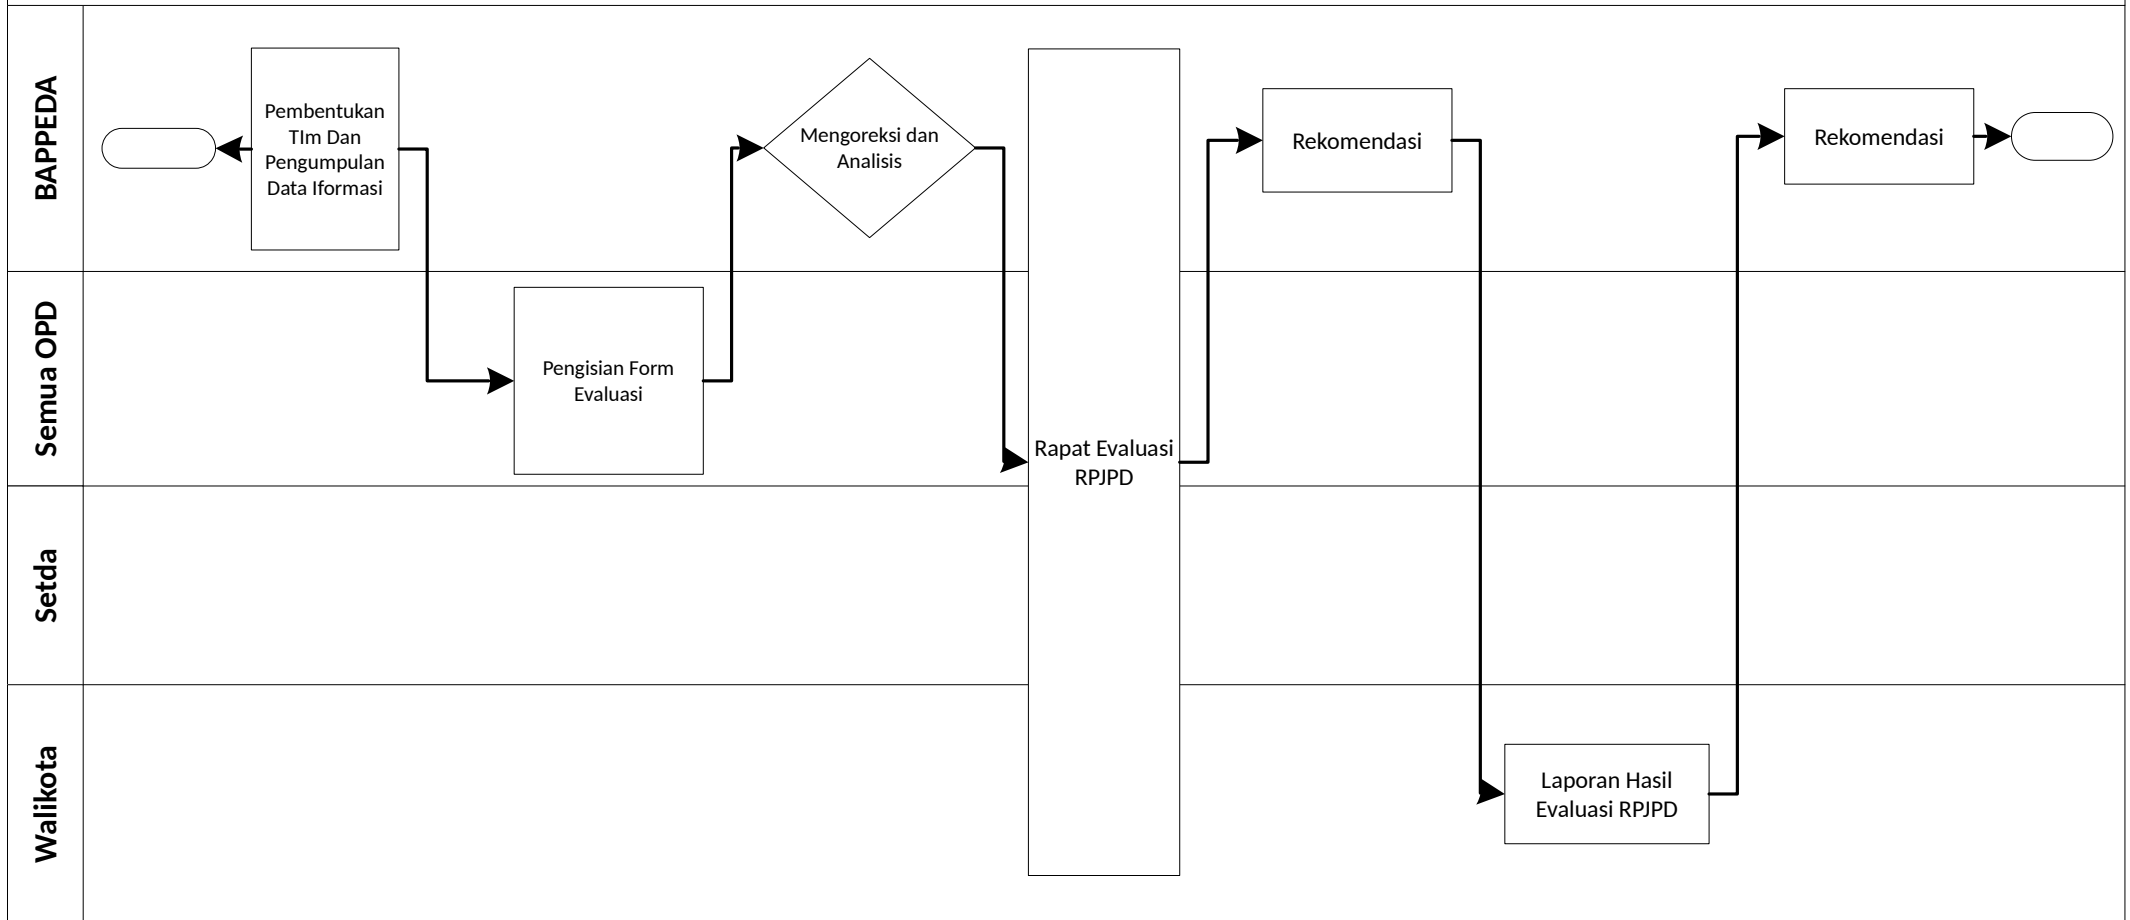 BAPPEDA
Pembentukan
TIm Dan
Pengumpulan
Data Iformasi
Mengoreksi dan
Analisis
Rekomendasi
Rekomendasi
Semua OPD
Pengisian Form
Evaluasi
Rapat Evaluasi
RPJPD
Setda
Walikota
Laporan Hasil
Evaluasi RPJPD